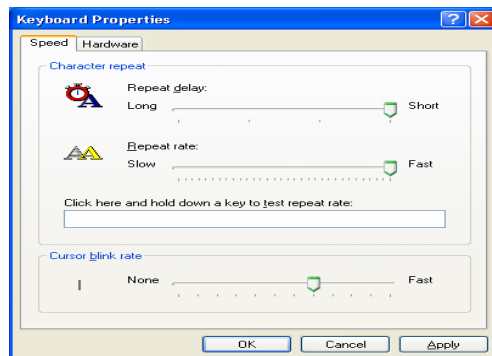 Keyboard Properties
Speed Hardware
Character repeat
Repeat delay:
Long Short
Repeat rate:
Slow Fast
Click here and hold down a key to test repeat rate:
Cursor blink rate
None Fast
OK Cancel Apply